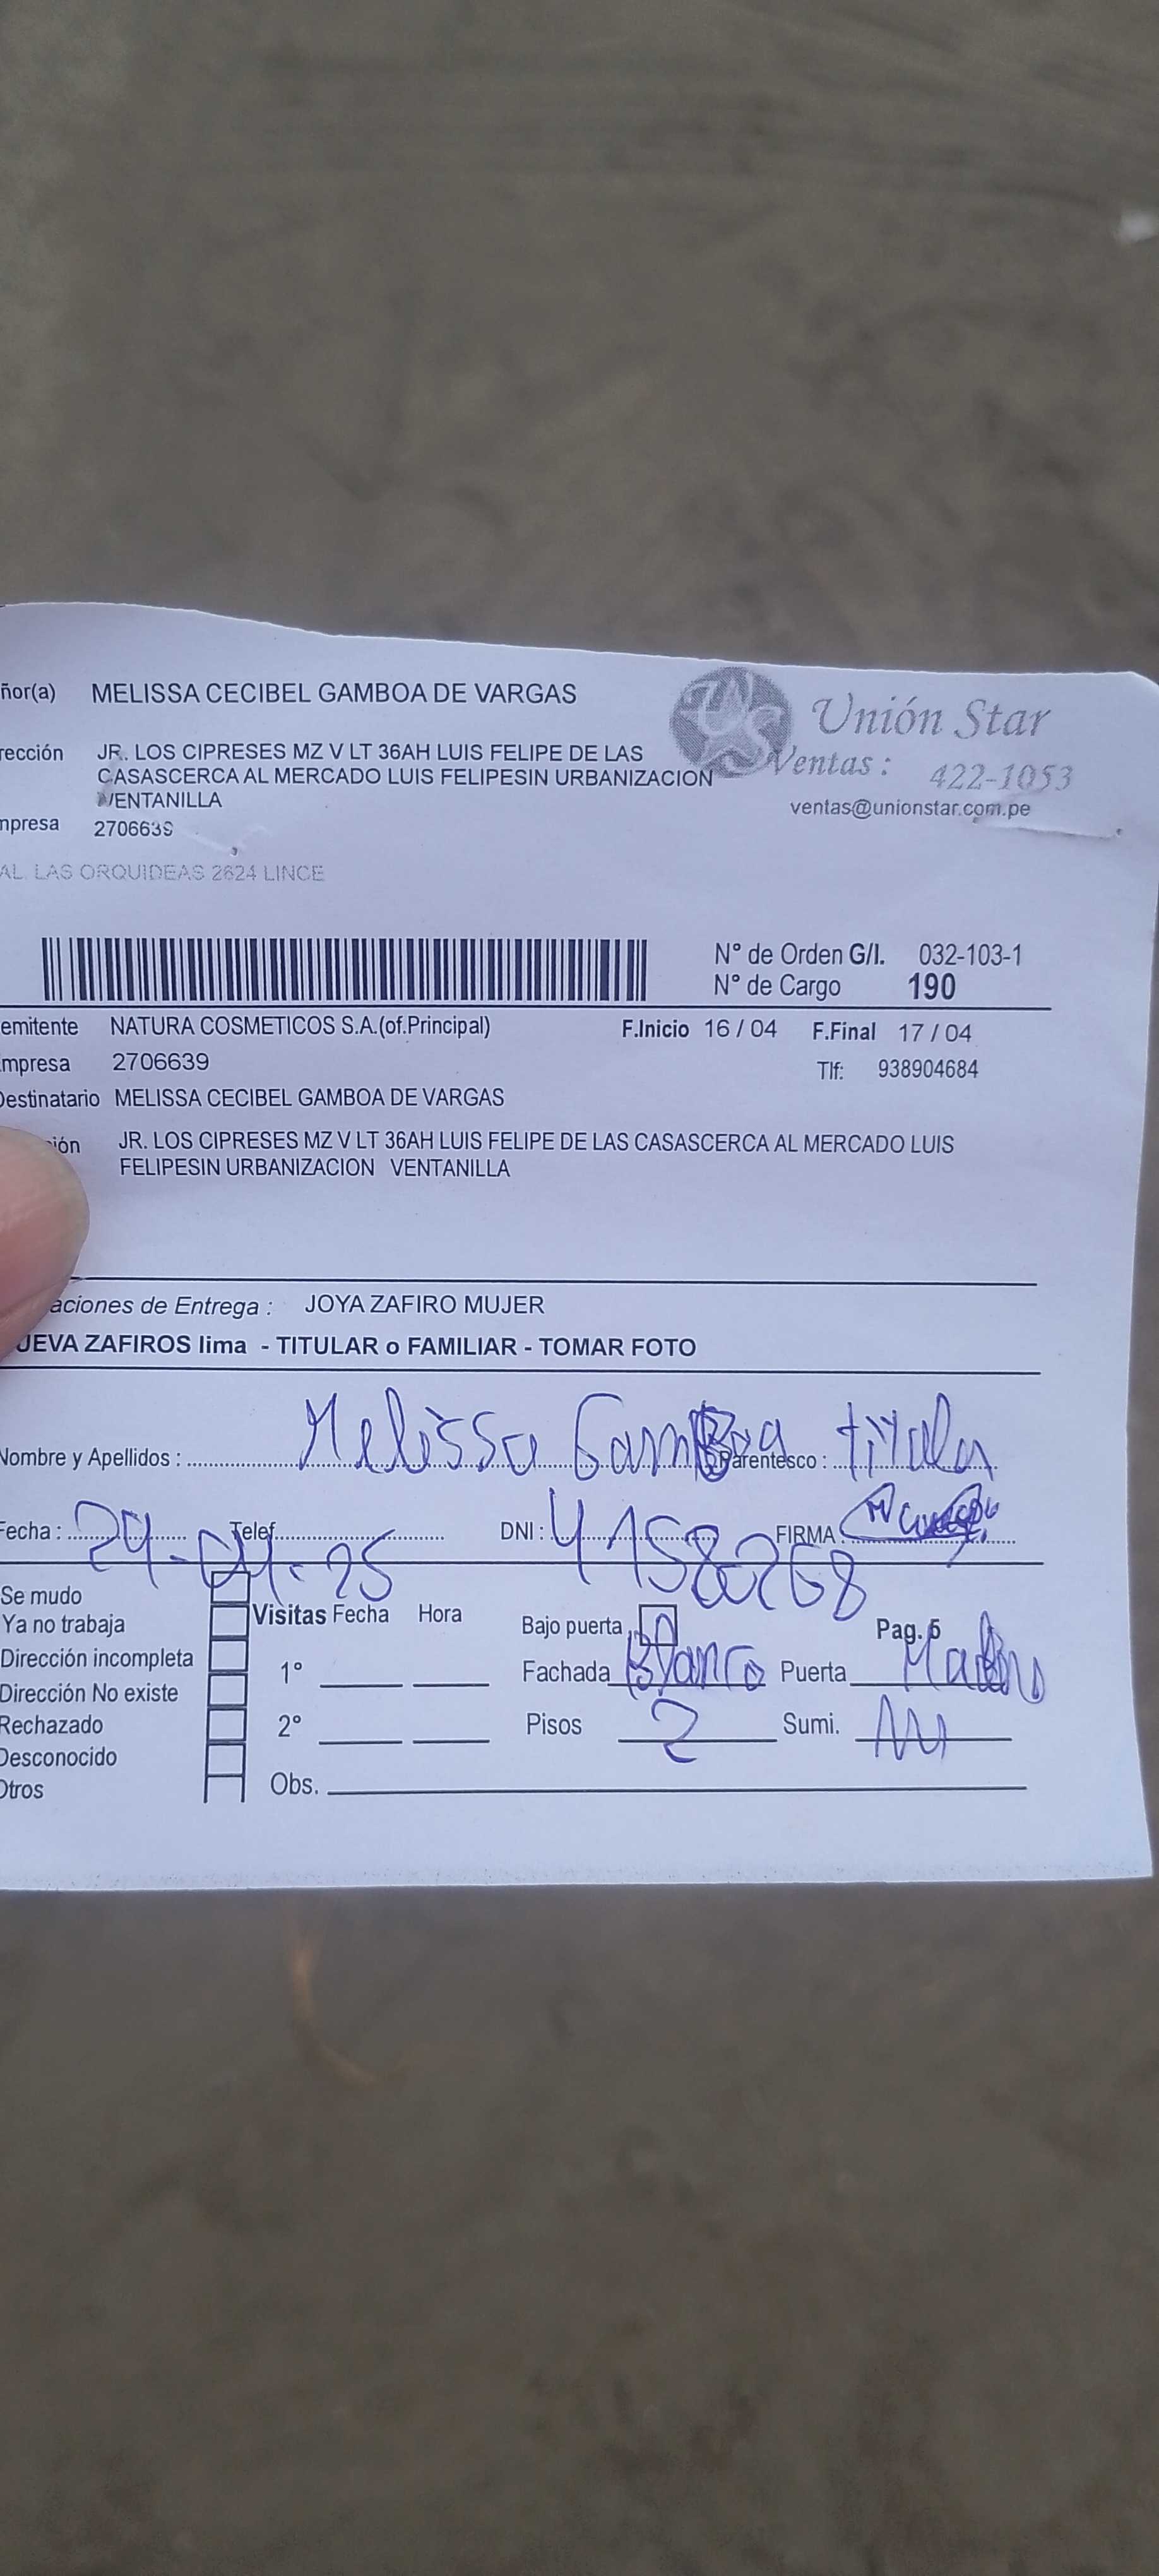 ñor(a) MELISSA CECIBEL GAMBOA DE VARGAS
Unión Star
rección JR. LOS CIPRESES MZ V LT 36AH LUIS FELIPE DE LAS
CASASCERCA AL MERCADO LUIS FELIPESIN URBANIZACION
VENTANILLA
Ventas: 422-1053
ventas@unionstar.com.pe
mpresa 2706639
AL. LAS ORQUIDEAS 2624 LINCE
N° de Orden G/I. 032-103-1
N° de Cargo 190
emitente NATURA COSMETICOS S.A.(of.Principal) F.Inicio 16 / 04 F.Final 17 / 04
mpresa 2706639 Tlf: 938904684
Destinatario MELISSA CECIBEL GAMBOA DE VARGAS
ión JR. LOS CIPRESES MZ V LT 36AH LUIS FELIPE DE LAS CASASCERCA AL MERCADO LUIS
FELIPESIN URBANIZACION VENTANILLA
aciones de Entrega : JOYA ZAFIRO MUJER
UEVA ZAFIROS lima - TITULAR o FAMILIAR - TOMAR FOTO
Nombre y Apellidos : Melissa Gamboa Parentesco : titular
Fecha : 24-04-25 Telef. DNI : 41580268 FIRMA :
Se mudo
Ya no trabaja
Dirección incompleta
Dirección No existe
Rechazado
Desconocido
Otros
Visitas Fecha Hora
1°
2°
Obs.
Bajo puerta Pag. 5
Fachada Blanco Puerta
Pisos 2 Sumi.